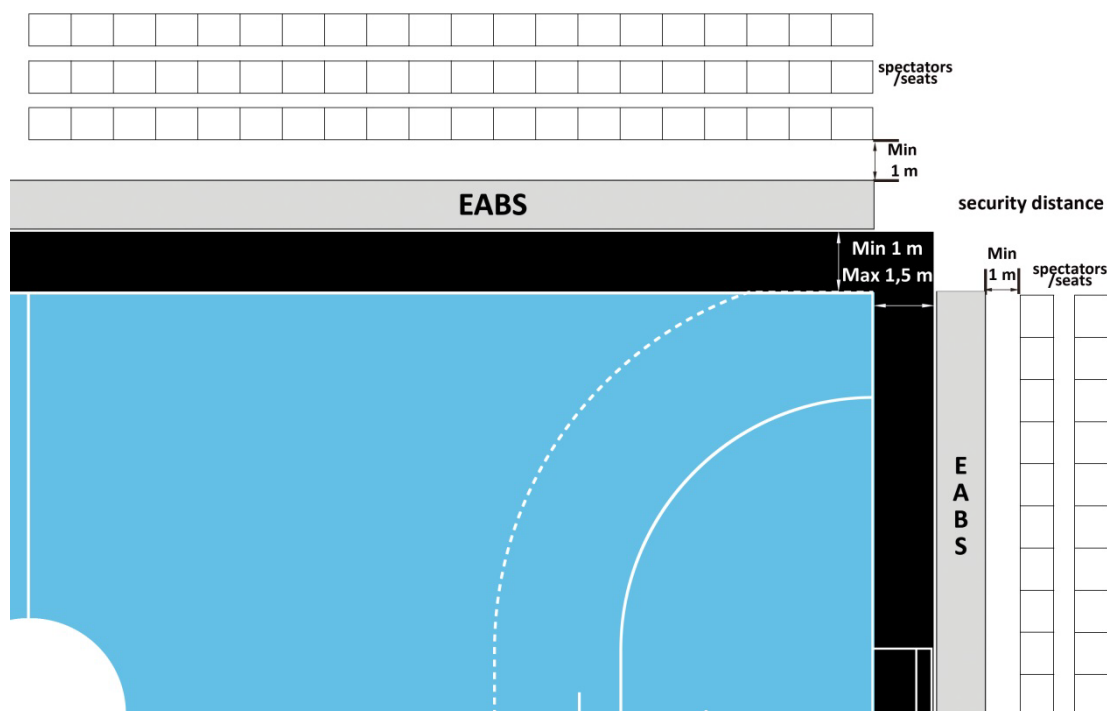 spectators
/seats
Min
1 m
EABS
security distance
Min 1 m
Max 1,5 m
Min
1 m
spectators
/seats
E
A
B
S